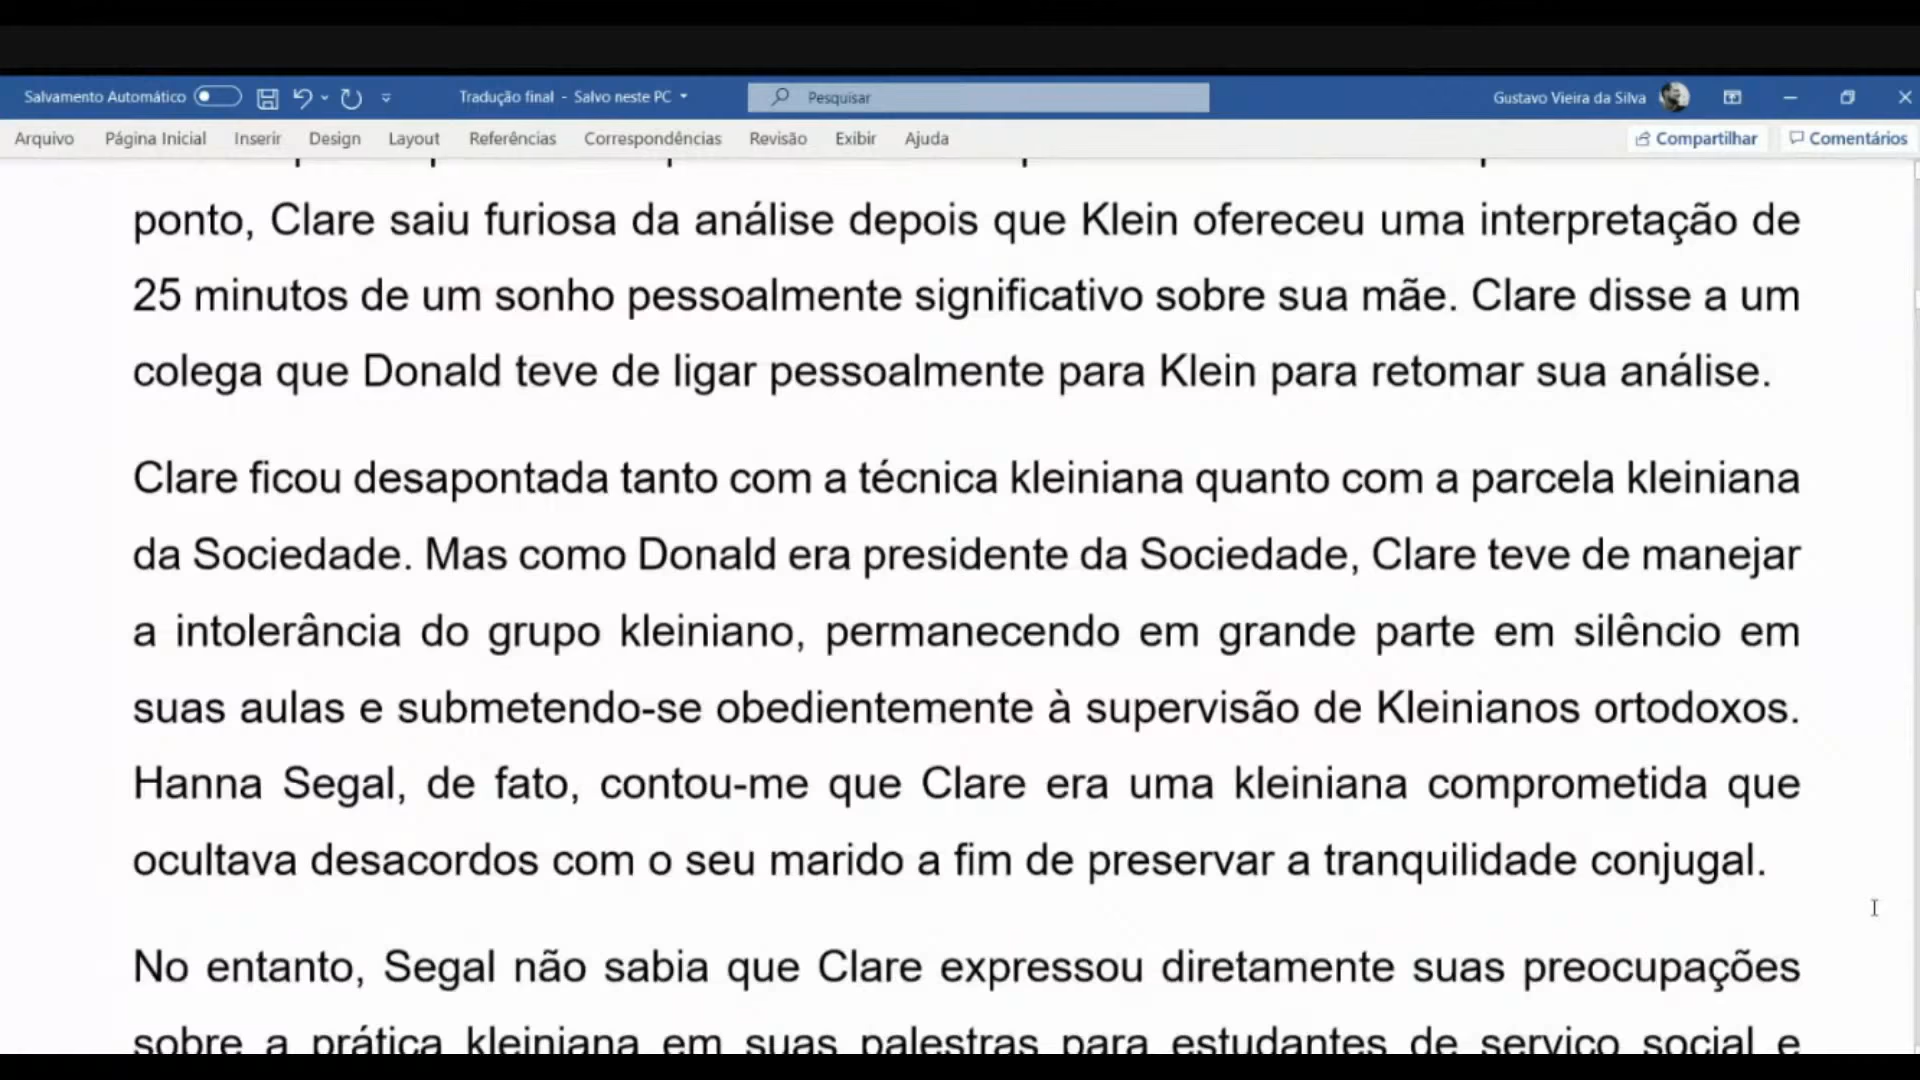 Salvamento Automático
Tradução final - Salvo neste PC
Pesquisar
Gustavo Vieira da Silva
Arquivo Página Inicial Inserir Design Layout Referências Correspondências Revisão Exibir Ajuda
Compartilhar Comentários
ponto, Clare saiu furiosa da análise depois que Klein ofereceu uma interpretação de
25 minutos de um sonho pessoalmente significativo sobre sua mãe. Clare disse a um
colega que Donald teve de ligar pessoalmente para Klein para retomar sua análise.
Clare ficou desapontada tanto com a técnica kleiniana quanto com a parcela kleiniana
da Sociedade. Mas como Donald era presidente da Sociedade, Clare teve de manejar
a intolerância do grupo kleiniano, permanecendo em grande parte em silêncio em
suas aulas e submetendo-se obedientemente à supervisão de Kleinianos ortodoxos.
Hanna Segal, de fato, contou-me que Clare era uma kleiniana comprometida que
ocultava desacordos com o seu marido a fim de preservar a tranquilidade conjugal.
No entanto, Segal não sabia que Clare expressou diretamente suas preocupações
sobre a prática kleiniana em suas palestras para estudantes de serviço social e